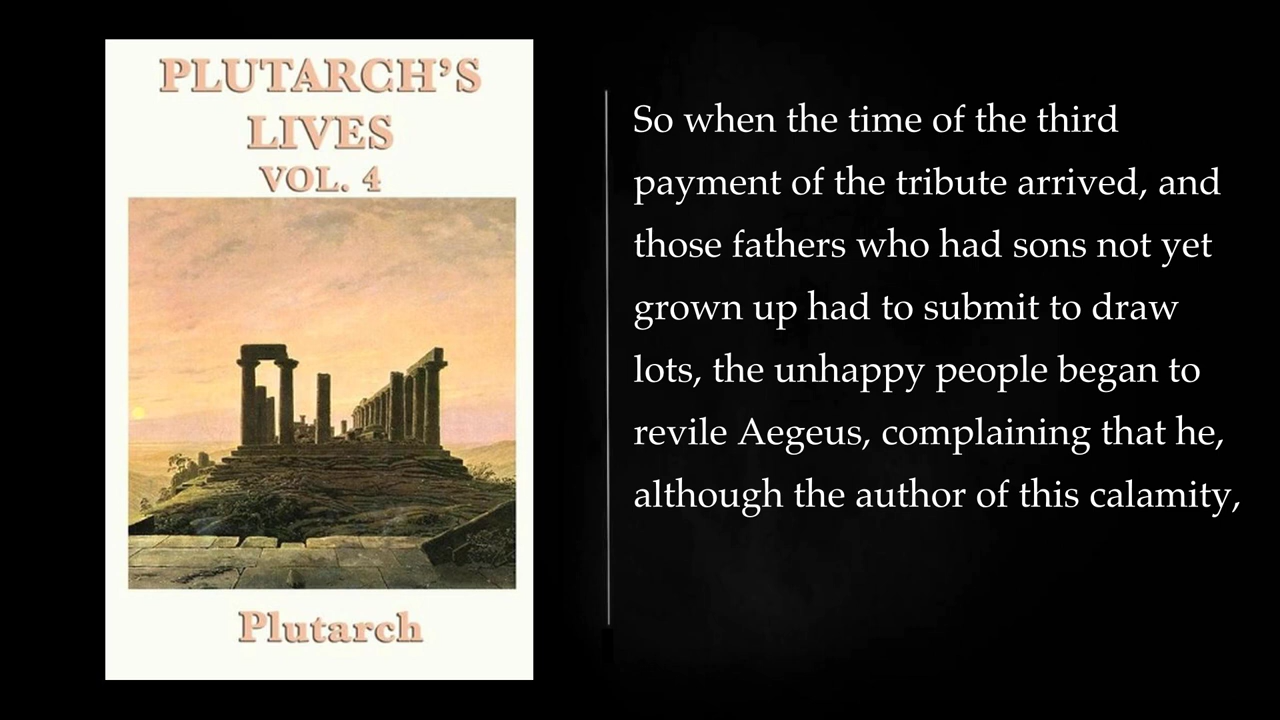 PLUTARCH'S
LIVES
VOL. 4
Plutarch
So when the time of the third
payment of the tribute arrived, and
those fathers who had sons not yet
grown up had to submit to draw
lots, the unhappy people began to
revile Aegeus, complaining that he,
although the author of this calamity,